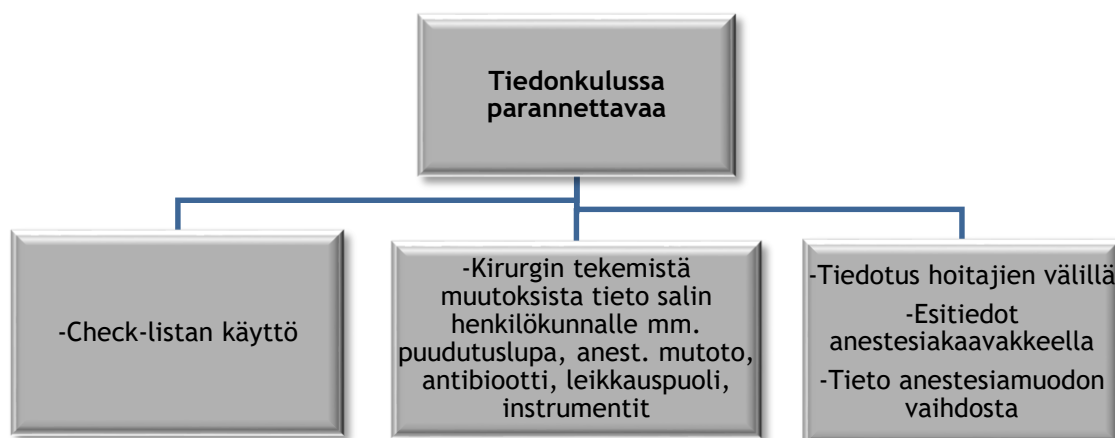 Tiedonkulussa
parannettavaa
-Check-listan käyttö
-Kirurgin tekemistä
muutoksista tieto salin
henkilökunnalle mm.
puudutuslupa, anest. mutoto,
antibiootti, leikkauspuoli,
instrumentit
-Tiedotus hoitajien välillä
-Esitiedot
anestesiakaavakkeella
-Tieto anestesiamuodon
vaihdosta